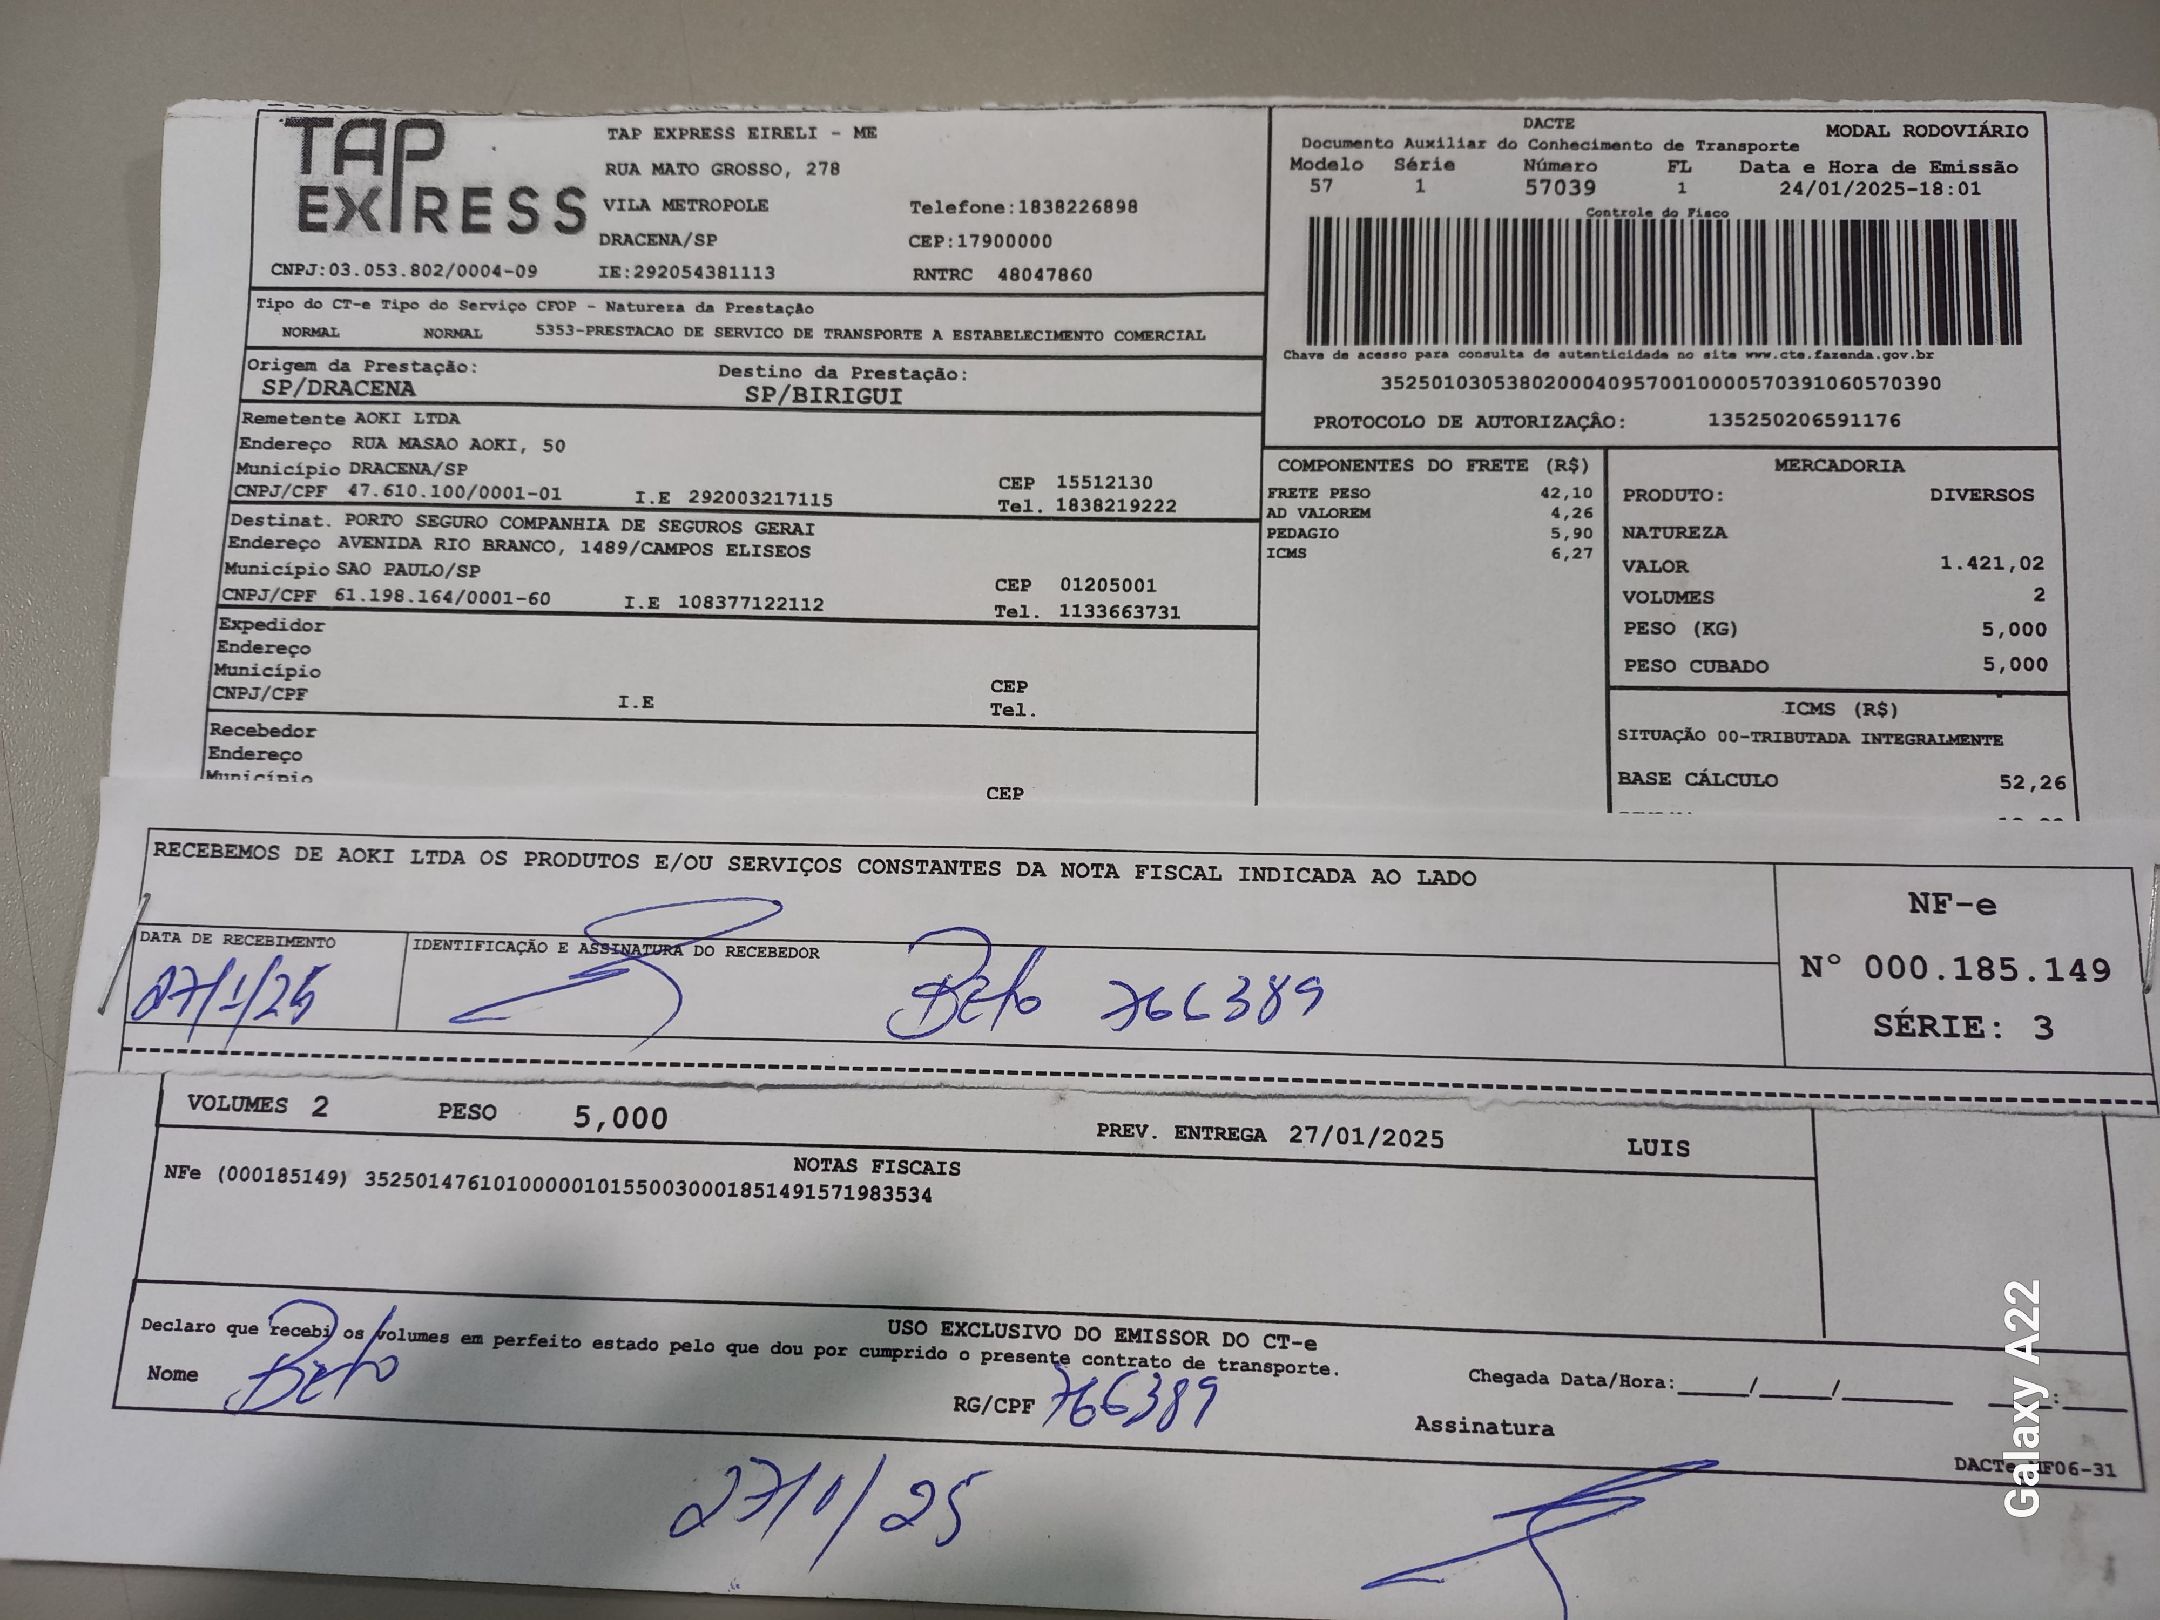 TAP EXPRESS
TAP EXPRESS EIRELI - ME
RUA MATO GROSSO, 278
VILA METROPOLE Telefone:1838226898
DRACENA/SP CEP:17900000
CNPJ:03.053.802/0004-09 IE:292054381113 RNTRC 48047860
DACTE
MODAL RODOVIÁRIO
Documento Auxiliar do Conhecimento de Transporte
Modelo Série Número FL Data e Hora de Emissão
57 1 57039 1 24/01/2025-18:01
Controle do Fisco
Chave de acesso para consulta de autenticidade no site www.cte.fazenda.gov.br
35250103053802000409570010000570391060570390
PROTOCOLO DE AUTORIZAÇÂO: 135250206591176
Tipo do CT-e Tipo do Serviço CFOP - Natureza da Prestação
NORMAL NORMAL 5353-PRESTACAO DE SERVICO DE TRANSPORTE A ESTABELECIMENTO COMERCIAL
Origem da Prestação: Destino da Prestação:
SP/DRACENA SP/BIRIGUI
Remetente AOKI LTDA
Endereço RUA MASAO AOKI, 50
Município DRACENA/SP CEP 15512130
CNPJ/CPF 47.610.100/0001-01 I.E 292003217115 Tel. 1838219222
Destinat. PORTO SEGURO COMPANHIA DE SEGUROS GERAI
Endereço AVENIDA RIO BRANCO, 1489/CAMPOS ELISEOS
Município SAO PAULO/SP CEP 01205001
CNPJ/CPF 61.198.164/0001-60 I.E 108377122112 Tel. 1133663731
Expedidor
Endereço
Município CEP
CNPJ/CPF I.E Tel.
Recebedor
Endereço
Município CEP
COMPONENTES DO FRETE (R$)
FRETE PESO 42,10
AD VALOREM 4,26
PEDAGIO 5,90
ICMS 6,27
MERCADORIA
PRODUTO: DIVERSOS
NATUREZA
VALOR 1.421,02
VOLUMES 2
PESO (KG) 5,000
PESO CUBADO 5,000
ICMS (R$)
SITUAÇÃO 00-TRIBUTADA INTEGRALMENTE
BASE CÁLCULO 52,26
RECEBEMOS DE AOKI LTDA OS PRODUTOS E/OU SERVIÇOS CONSTANTES DA NOTA FISCAL INDICADA AO LADO
DATA DE RECEBIMENTO IDENTIFICAÇÃO E ASSINATURA DO RECEBEDOR
27/1/25 Beto 766389
NF-e
Nº 000.185.149
SÉRIE: 3
VOLUMES 2 PESO 5,000 PREV. ENTREGA 27/01/2025 LUIS
NOTAS FISCAIS
NFe (000185149) 35250147610100000101550030001851491571983534
USO EXCLUSIVO DO EMISSOR DO CT-e
Declaro que recebi os volumes em perfeito estado pelo que dou por cumprido o presente contrato de transporte.
Nome Beto RG/CPF 766389
Chegada Data/Hora:_____/_____/________ ____:____
Assinatura
DACTe
F06-31
27/1/25
Galaxy A22